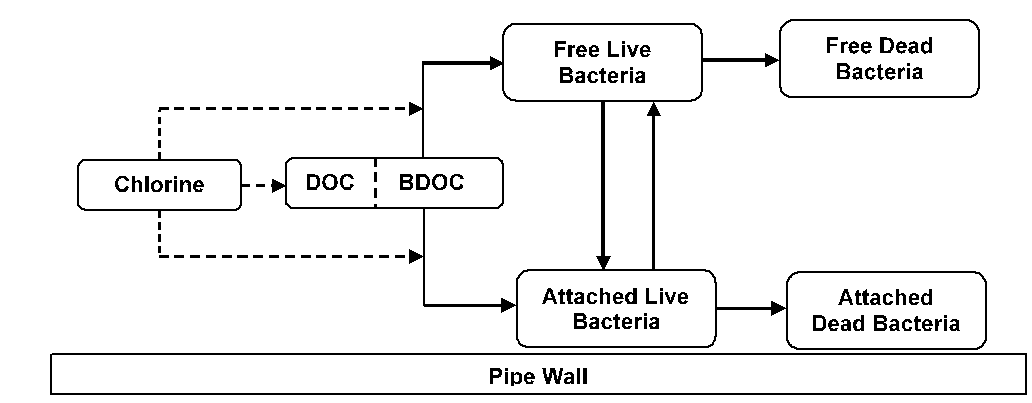 Free Live
Bacteria
Free Dead
Bacteria
Chlorine
DOC
BDOC
Attached Live
Bacteria
Attached
Dead Bacteria
Pipe Wall